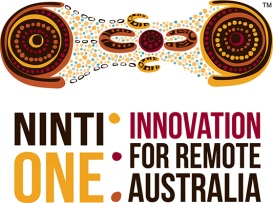 TM
NINTI
ONE
INNOVATION
FOR REMOTE
AUSTRALIA